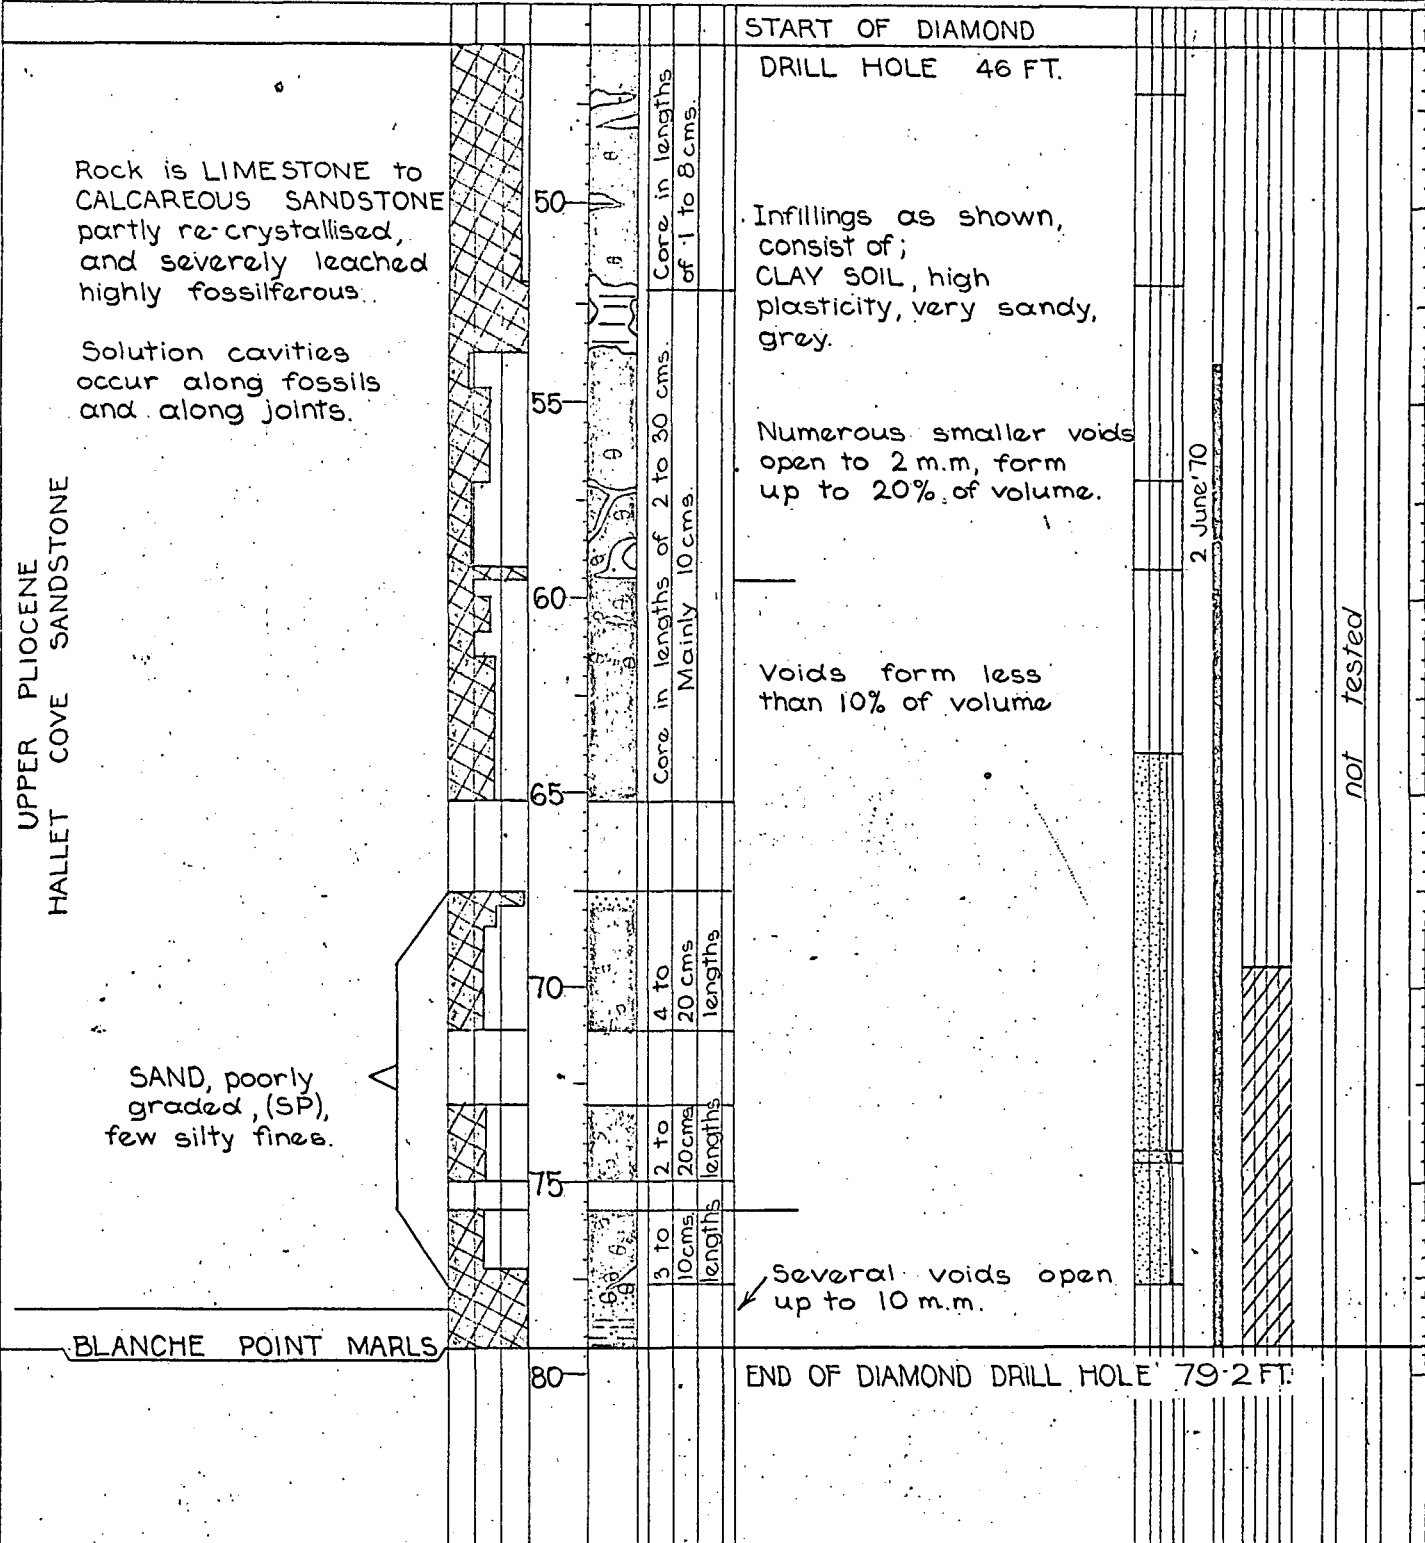 START OF DIAMOND
DRILL HOLE 46 FT.
Rock is LIMESTONE to
CALCAREOUS SANDSTONE
partly re-crystallised,
and severely leached
highly fossilferous.
Solution cavities
occur along fossils
and along joints.
UPPER PLIOCENE
HALLET COVE SANDSTONE
SAND, poorly
graded, (SP),
few silty fines.
BLANCHE POINT MARLS
50
55
60
65
70
75
80
Core in lengths
of 1 to 8 cms.
Core in lengths of 2 to 30 cms.
Mainly 10 cms.
4 to
20 cms
lengths
2 to
20cms
lengths
3 to
10cms
lengths
Infillings as shown,
consist of;
CLAY SOIL, high
plasticity, very sandy,
grey.
Numerous smaller voids
open to 2 m.m, form
up to 20% of volume.
Voids form less
than 10% of volume
Several voids open
up to 10 m.m.
END OF DIAMOND DRILL HOLE 79·2 FT.
2 June '70
not tested